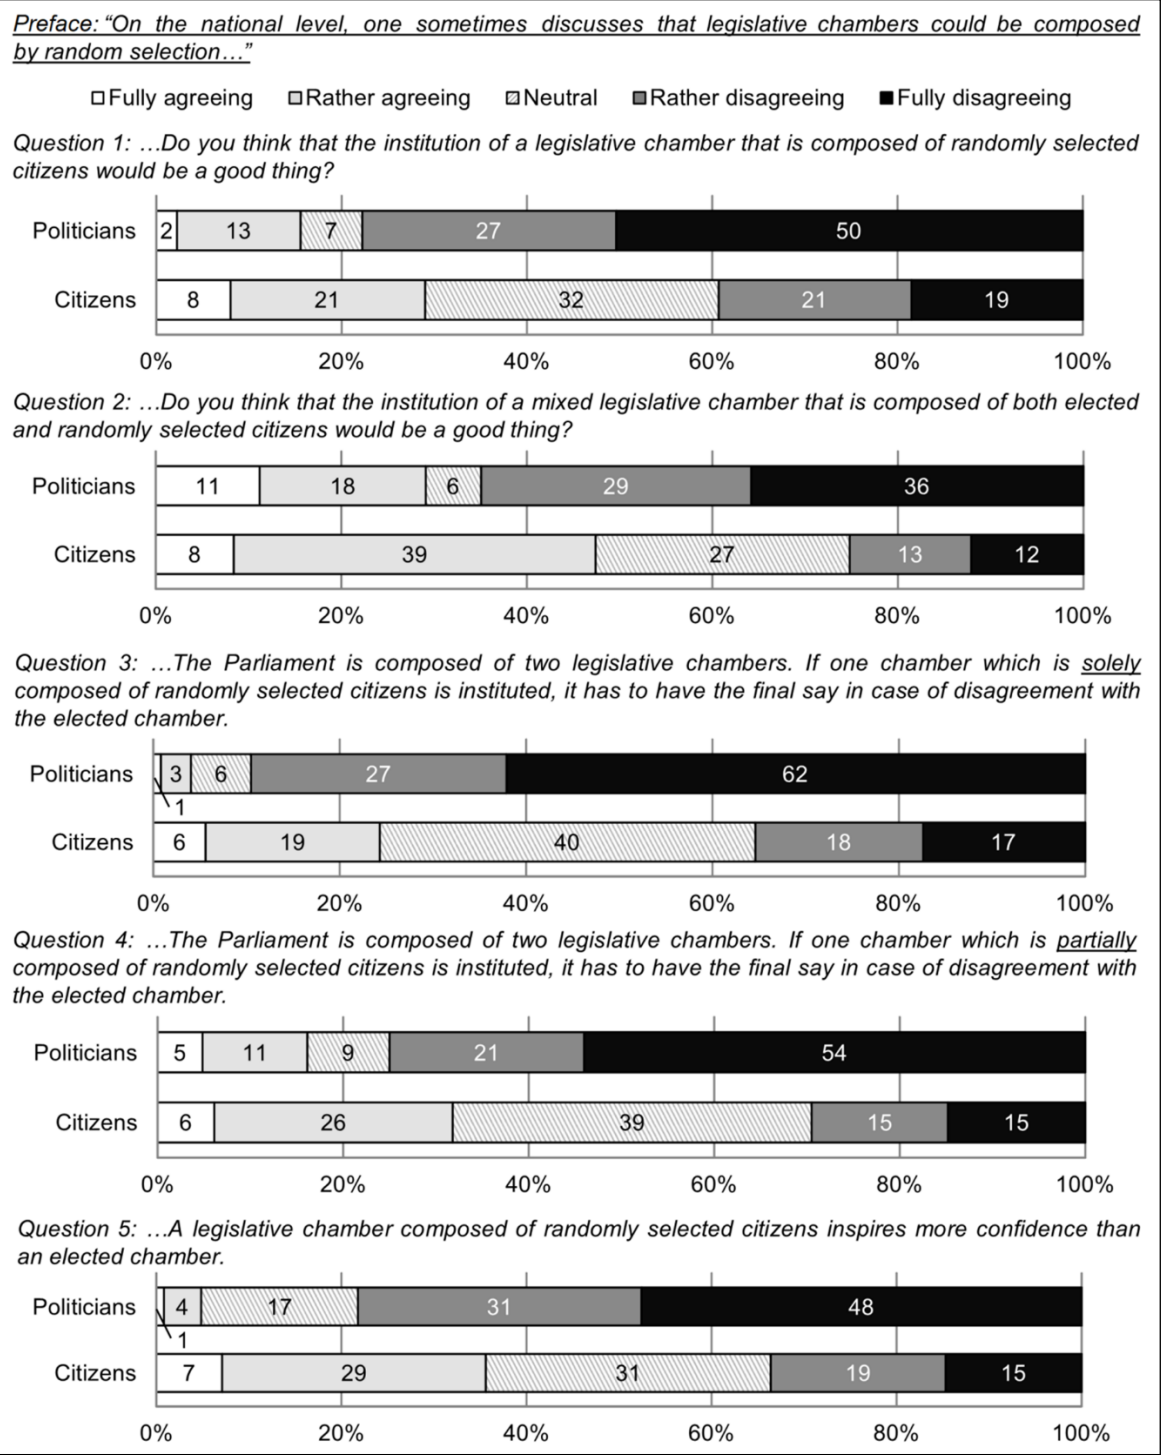 Preface: “On the national level, one sometimes discusses that legislative chambers could be composed
by random selection…”
Fully agreeing Rather agreeing Neutral Rather disagreeing Fully disagreeing
Question 1: …Do you think that the institution of a legislative chamber that is composed of randomly selected
citizens would be a good thing?
Politicians 2 13 7 27 50
Citizens 8 21 32 21 19
0% 20% 40% 60% 80% 100%
Question 2: …Do you think that the institution of a mixed legislative chamber that is composed of both elected
and randomly selected citizens would be a good thing?
Politicians 11 18 6 29 36
Citizens 8 39 27 13 12
0% 20% 40% 60% 80% 100%
Question 3: …The Parliament is composed of two legislative chambers. If one chamber which is solely
composed of randomly selected citizens is instituted, it has to have the final say in case of disagreement with
the elected chamber.
Politicians 3 6 27 62
1
Citizens 6 19 40 18 17
0% 20% 40% 60% 80% 100%
Question 4: …The Parliament is composed of two legislative chambers. If one chamber which is partially
composed of randomly selected citizens is instituted, it has to have the final say in case of disagreement with
the elected chamber.
Politicians 5 11 9 21 54
Citizens 6 26 39 15 15
0% 20% 40% 60% 80% 100%
Question 5: …A legislative chamber composed of randomly selected citizens inspires more confidence than
an elected chamber.
Politicians 4 17 31 48
1
Citizens 7 29 31 19 15
0% 20% 40% 60% 80% 100%